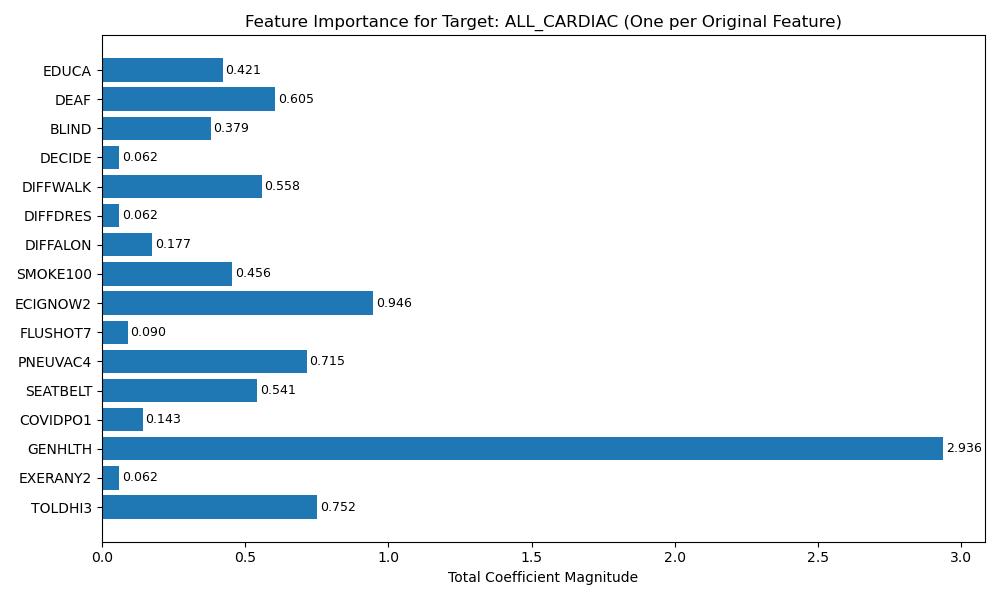 Feature Importance for Target: ALL_CARDIAC (One per Original Feature)
EDUCA 0.421
DEAF 0.605
BLIND 0.379
DECIDE 0.062
DIFFWALK 0.558
DIFFDRES 0.062
DIFFALON 0.177
SMOKE100 0.456
ECIGNOW2 0.946
FLUSHOT7 0.090
PNEUVAC4 0.715
SEATBELT 0.541
COVIDPO1 0.143
GENHLTH 2.936
EXERANY2 0.062
TOLDHI3 0.752
0.0 0.5 1.0 1.5 2.0 2.5 3.0
Total Coefficient Magnitude